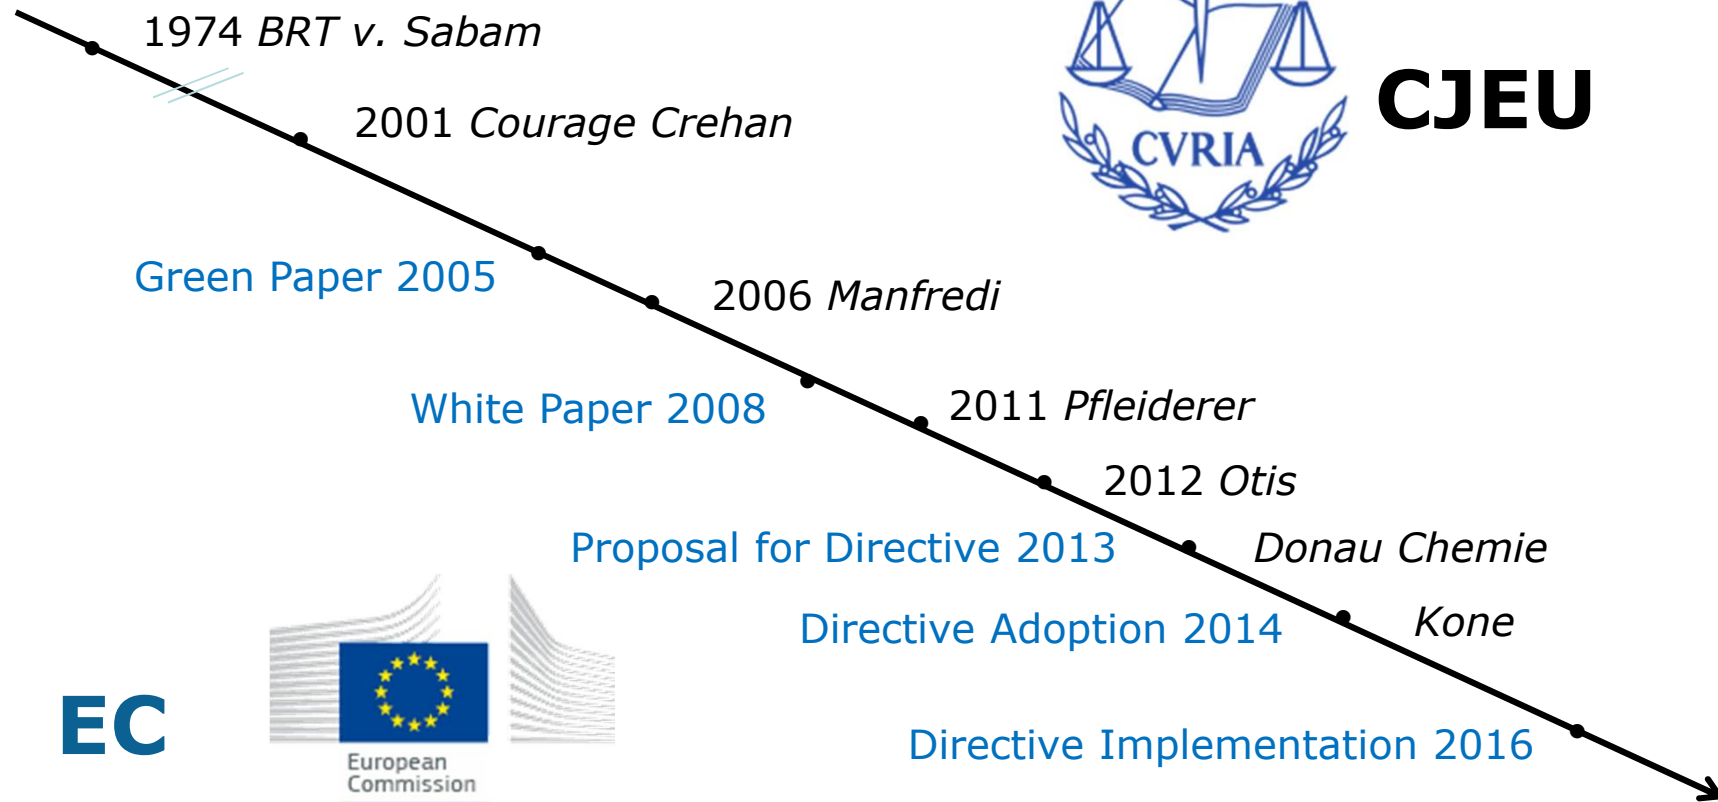 1974 BRT v. Sabam
2001 Courage Crehan
CJEU
CVRIA
Green Paper 2005
2006 Manfredi
White Paper 2008
2011 Pfleiderer
2012 Otis
Proposal for Directive 2013
Donau Chemie
Directive Adoption 2014
Kone
EC
European
Commission
Directive Implementation 2016